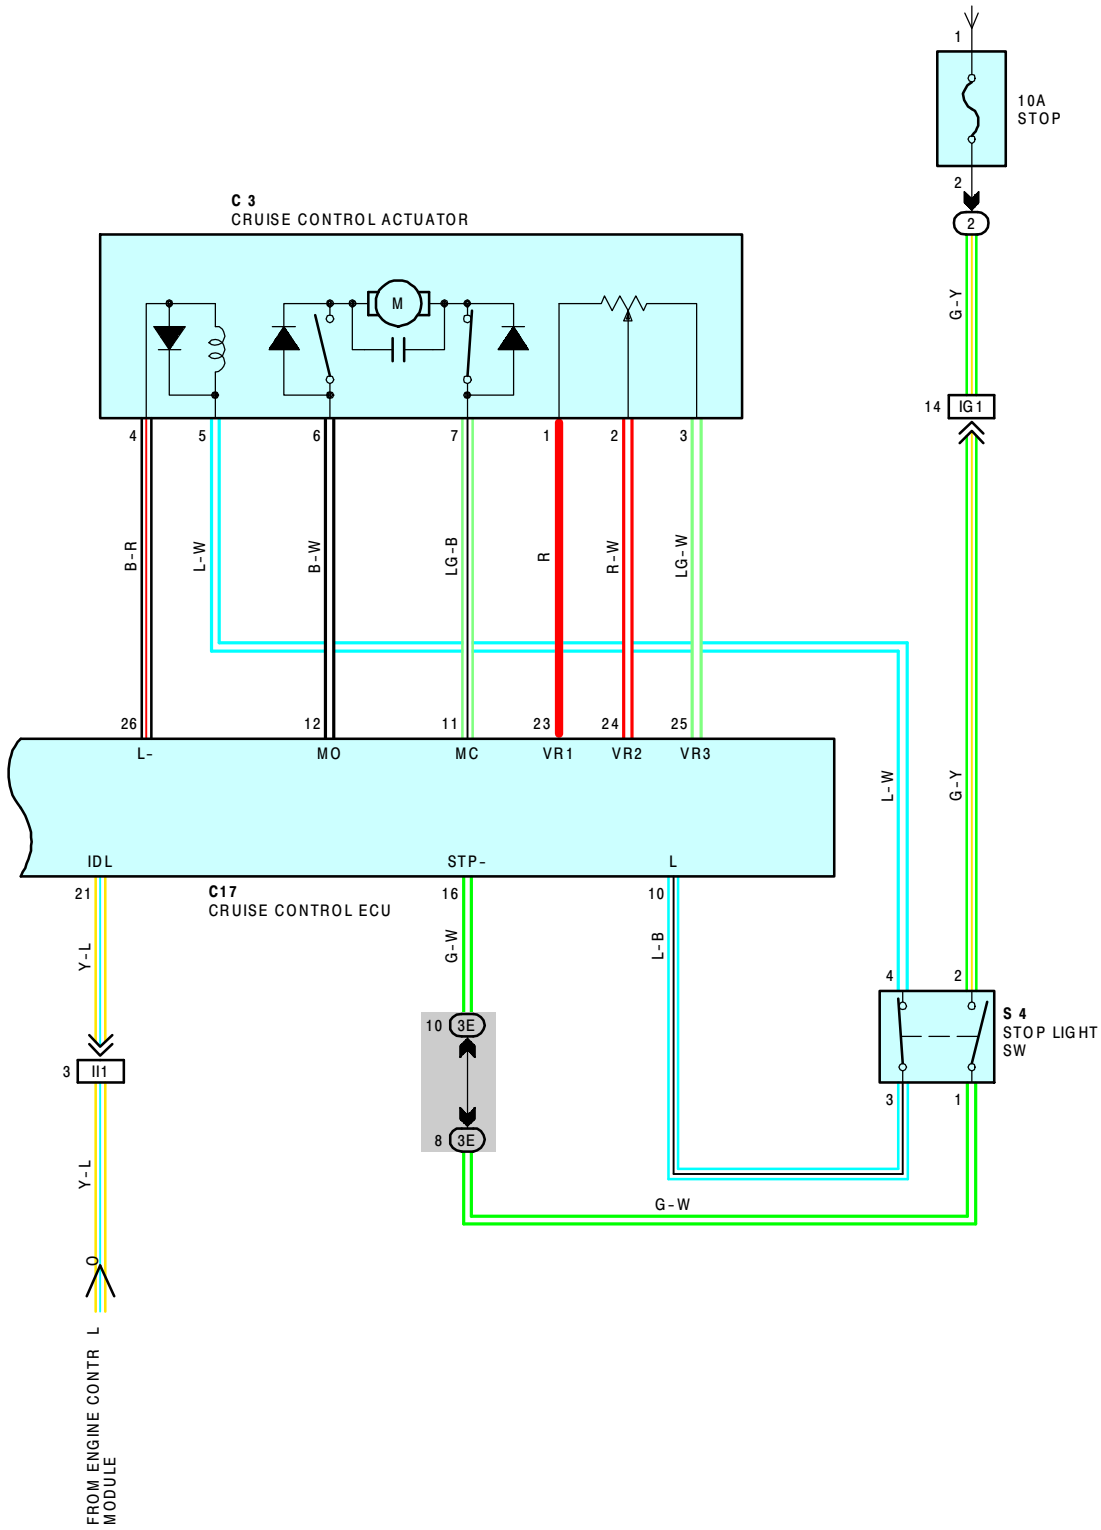 1
10A
STOP
2
2
C 3
CRUISE CONTROL ACTUATOR
M
G-Y
14 IG1
4 5 6 7 1 2 3
B-R L-W B-W LG-B R R-W LG-W
26 12 11 23 24 25
L- MO MC VR1 VR2 VR3
L-W G-Y
IDL STP- L
21 16 10
C17
CRUISE CONTROL ECU
Y-L G-W L-B
4 2
S 4
STOP LIGHT
SW
10 3E
3 II1
3 1
8 3E
Y-L
G-W
FROM ENGINE CONTR L
O
MODULE